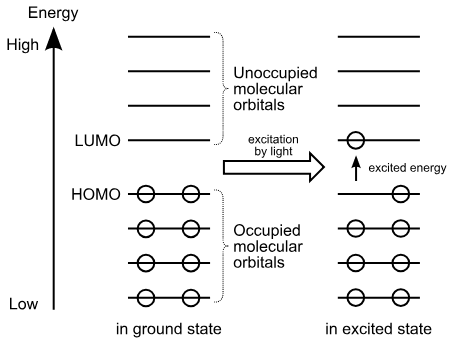 Energy
High
Unoccupied
molecular
orbitals
LUMO
excitation
by light
excited energy
HOMO
Occupied
molecular
orbitals
Low
in ground state
in excited state